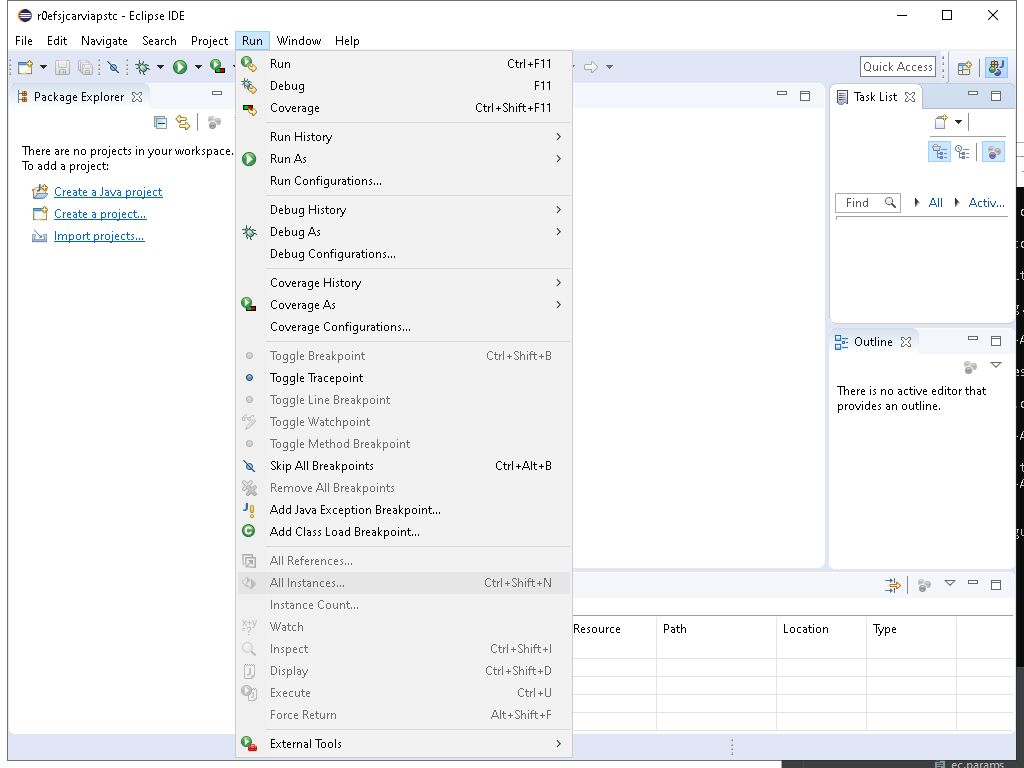 r0efsjcarviapstc - Eclipse IDE
File Edit Navigate Search Project Run Window Help
Quick Access
Package Explorer
There are no projects in your workspace.
To add a project:
Create a Java project
Create a project...
Import projects...
Run Ctrl+F11
Debug F11
Coverage Ctrl+Shift+F11
Run History
Run As
Run Configurations...
Debug History
Debug As
Debug Configurations...
Coverage History
Coverage As
Coverage Configurations...
Toggle Breakpoint Ctrl+Shift+B
Toggle Tracepoint
Toggle Line Breakpoint
Toggle Watchpoint
Toggle Method Breakpoint
Skip All Breakpoints Ctrl+Alt+B
Remove All Breakpoints
Add Java Exception Breakpoint...
Add Class Load Breakpoint...
All References...
All Instances... Ctrl+Shift+N
Instance Count...
Watch
Inspect Ctrl+Shift+I
Display Ctrl+Shift+D
Execute Ctrl+U
Force Return Alt+Shift+F
External Tools
Task List
Find All Activ...
Outline
There is no active editor that
provides an outline.
Resource Path Location Type
ec.params